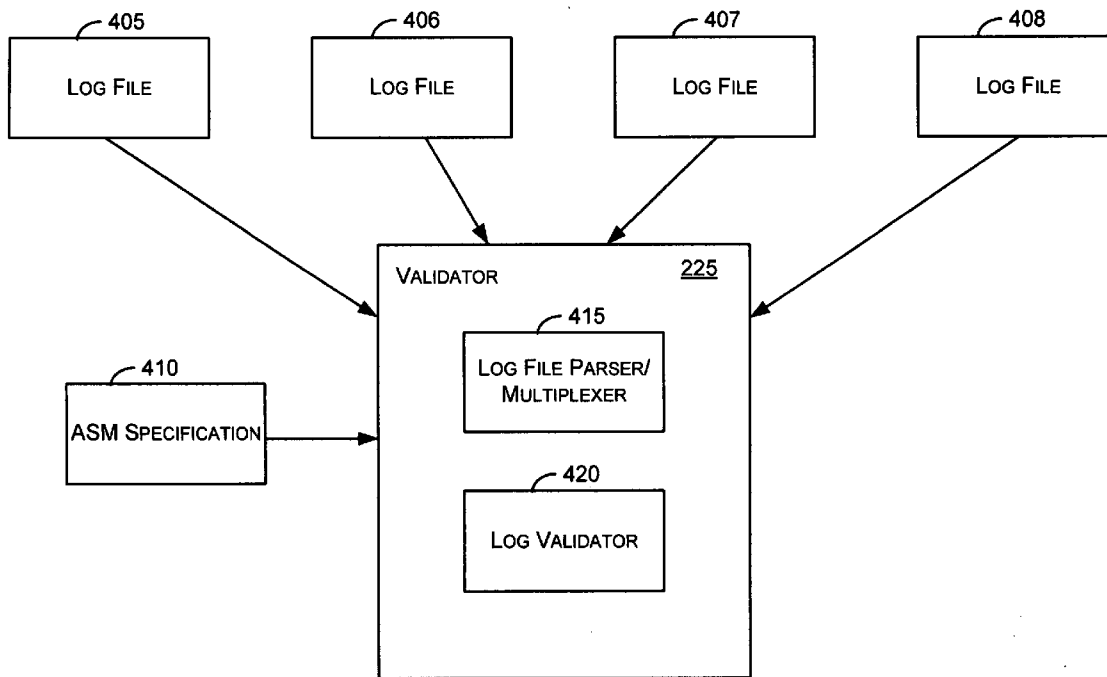 405
LOG FILE
406
LOG FILE
407
LOG FILE
408
LOG FILE
VALIDATOR
225
415
LOG FILE PARSER/
MULTIPLEXER
410
ASM SPECIFICATION
420
LOG VALIDATOR